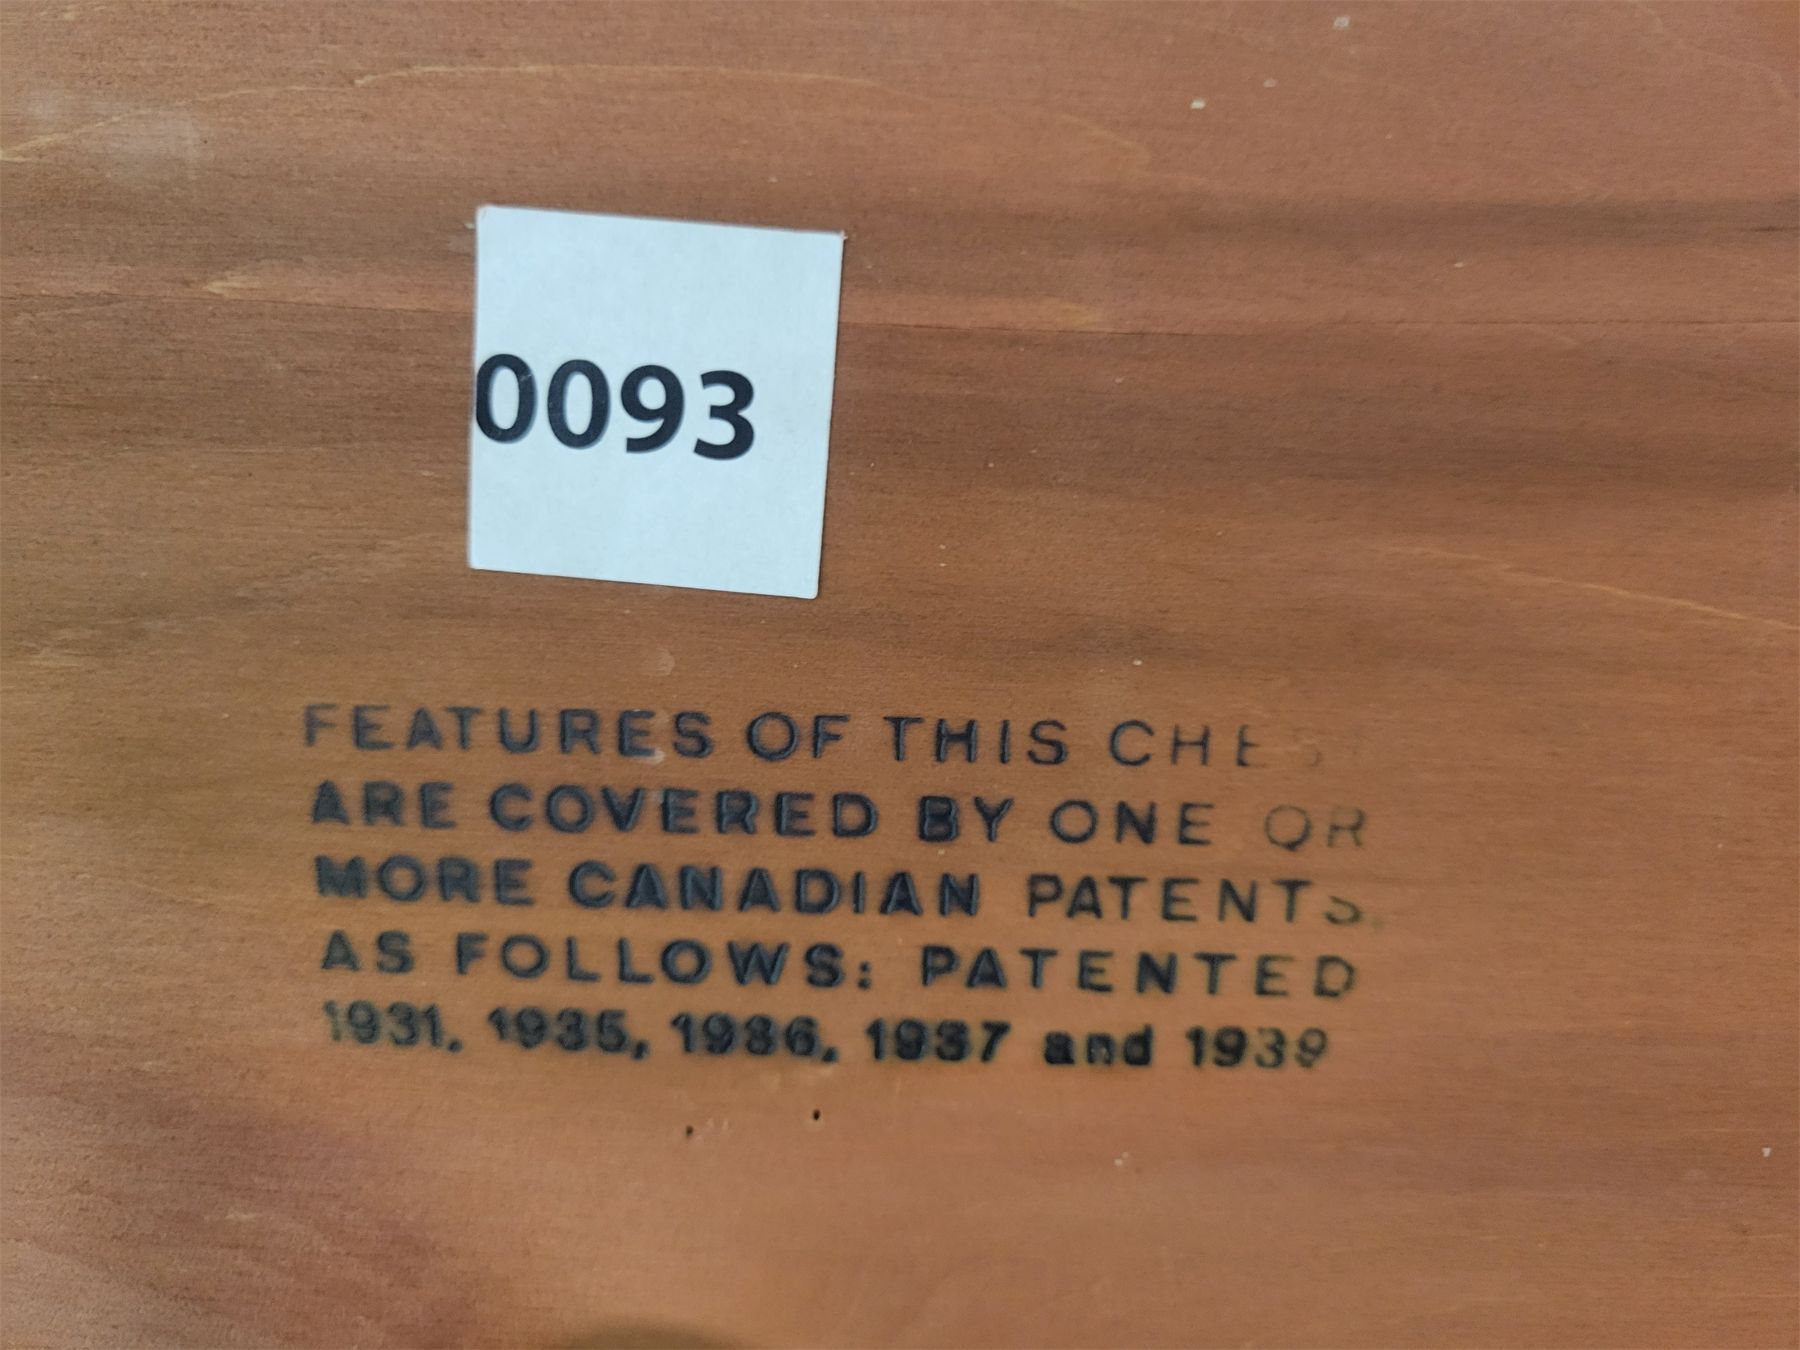 0093
FEATURES OF THIS CHEST
ARE COVERED BY ONE OR
MORE CANADIAN PATENTS.
AS FOLLOWS: PATENTED
1931, 1935, 1936, 1937 and 1939